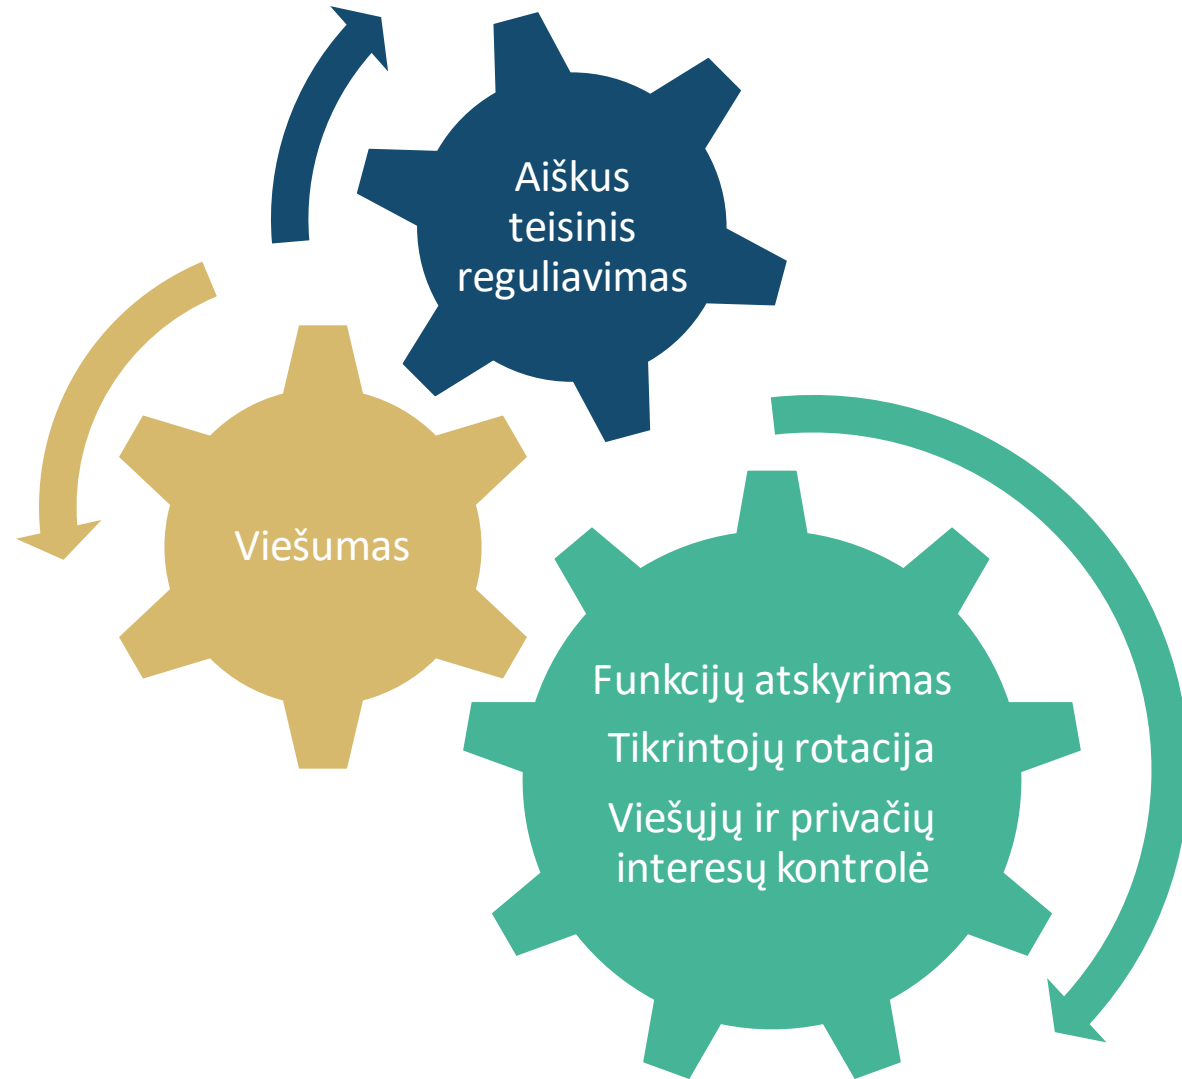 Aiškus
teisinis
reguliavimas
Viešumas
Funkcijų atskyrimas
Tikrintojų rotacija
Viešųjų ir privačių
interesų kontrolė